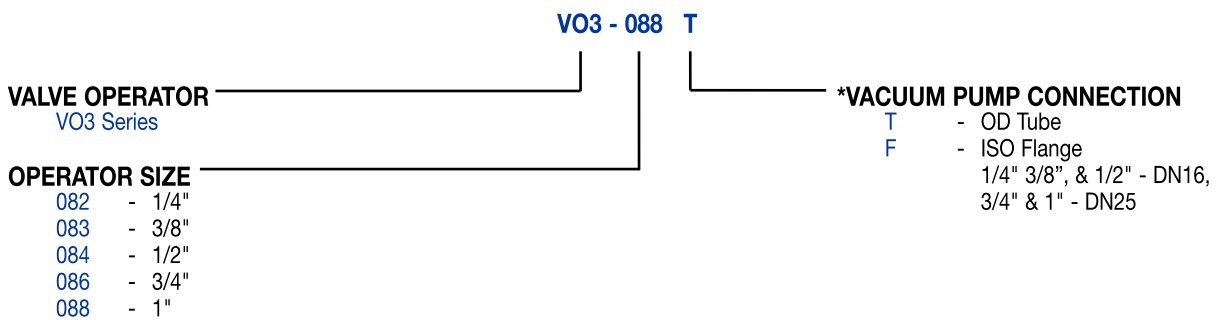 VO3 - 088 T
VALVE OPERATOR
VO3 Series
OPERATOR SIZE
082 - 1/4"
083 - 3/8"
084 - 1/2"
086 - 3/4"
088 - 1"
*VACUUM PUMP CONNECTION
T - OD Tube
F - ISO Flange
1/4" 3/8”, & 1/2" - DN16,
3/4" & 1" - DN25